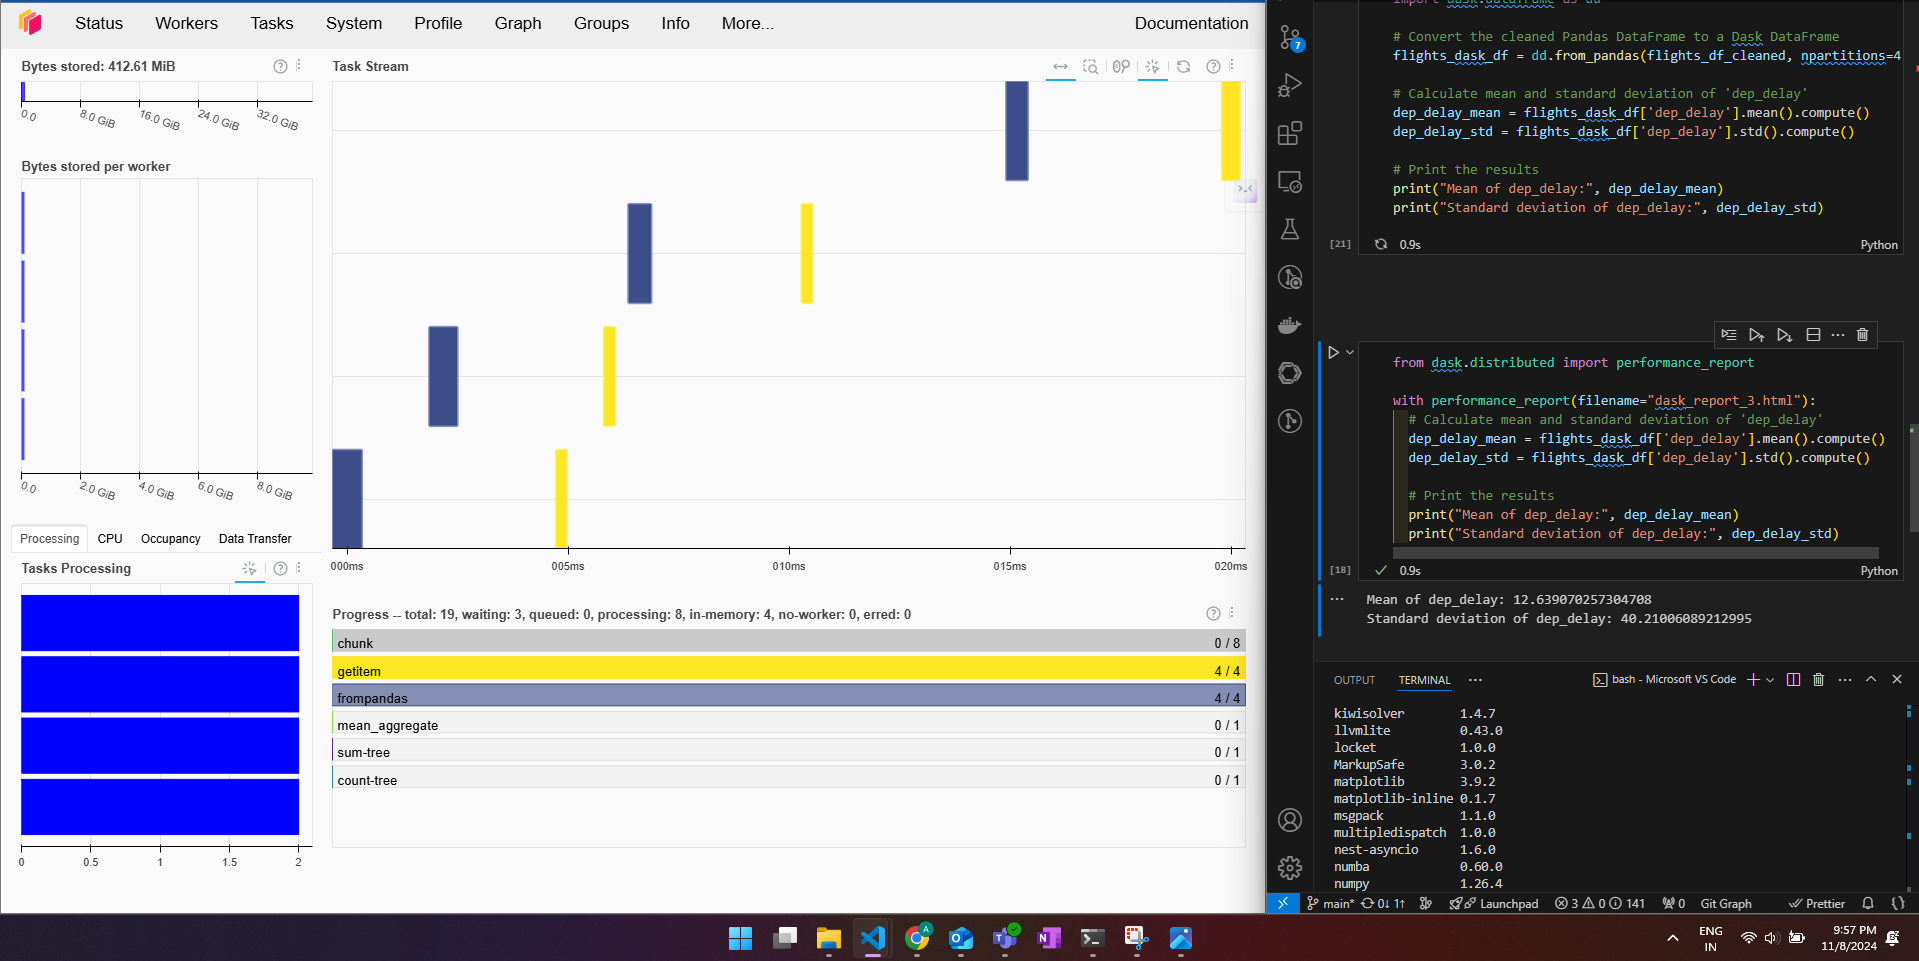 Status Workers Tasks System Profile Graph Groups Info More... Documentation
Bytes stored: 412.61 MiB
0.0 8.0 GiB 16.0 GiB 24.0 GiB 32.0 GiB
Bytes stored per worker
0.0 2.0 GiB 4.0 GiB 6.0 GiB 8.0 GiB
Processing CPU Occupancy Data Transfer
Tasks Processing
0 0.5 1 1.5 2
Task Stream
000ms 005ms 010ms 015ms 020ms
Progress -- total: 19, waiting: 3, queued: 0, processing: 8, in-memory: 4, no-worker: 0, erred: 0
chunk 0 / 8
getitem 4 / 4
frompandas 4 / 4
mean_aggregate 0 / 1
sum-tree 0 / 1
count-tree 0 / 1
7
import dask.dataframe as dd
# Convert the cleaned Pandas DataFrame to a Dask DataFrame
flights_dask_df = dd.from_pandas(flights_df_cleaned, npartitions=4
# Calculate mean and standard deviation of 'dep_delay'
dep_delay_mean = flights_dask_df['dep_delay'].mean().compute()
dep_delay_std = flights_dask_df['dep_delay'].std().compute()
# Print the results
print("Mean of dep_delay:", dep_delay_mean)
print("Standard deviation of dep_delay:", dep_delay_std)
[21] 0.9s Python
from dask.distributed import performance_report
with performance_report(filename="dask_report_3.html"):
# Calculate mean and standard deviation of 'dep_delay'
dep_delay_mean = flights_dask_df['dep_delay'].mean().compute()
dep_delay_std = flights_dask_df['dep_delay'].std().compute()
# Print the results
print("Mean of dep_delay:", dep_delay_mean)
print("Standard deviation of dep_delay:", dep_delay_std)
[18] 0.9s Python
Mean of dep_delay: 12.639070257304708
Standard deviation of dep_delay: 40.21006089212995
OUTPUT TERMINAL bash - Microsoft VS Code
kiwisolver 1.4.7
llvmlite 0.43.0
locket 1.0.0
MarkupSafe 3.0.2
matplotlib 3.9.2
matplotlib-inline 0.1.7
msgpack 1.1.0
multipledispatch 1.0.0
nest-asyncio 1.6.0
numba 0.60.0
numpy 1.26.4
main* 0↓ 1↑ Launchpad 3 0 141 0 Git Graph Prettier
ENG
IN
9:57 PM
11/8/2024